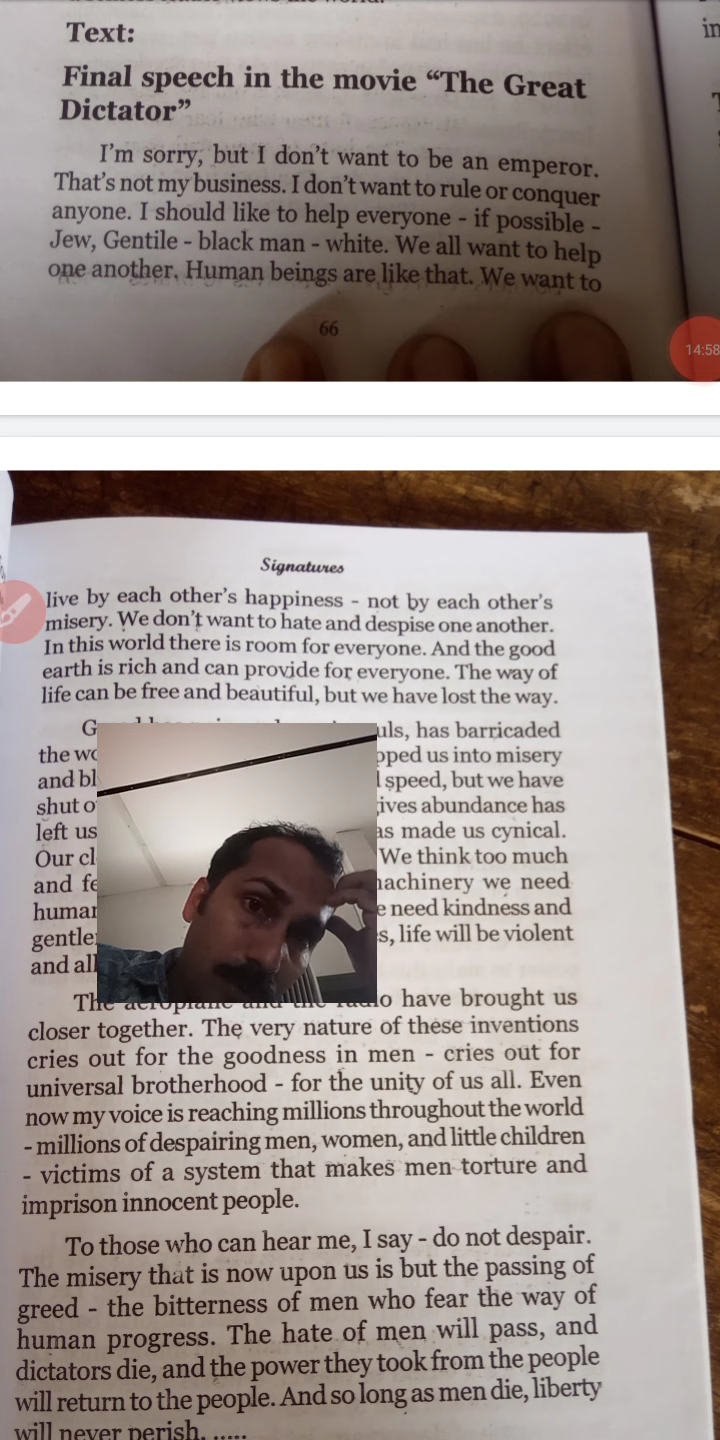 Text:
Final speech in the movie “The Great
Dictator”
I’m sorry, but I don’t want to be an emperor.
That’s not my business. I don’t want to rule or conquer
anyone. I should like to help everyone - if possible -
Jew, Gentile - black man - white. We all want to help
one another. Human beings are like that. We want to
66
14:58
Signatures
live by each other’s happiness - not by each other’s
misery. We don’t want to hate and despise one another.
In this world there is room for everyone. And the good
earth is rich and can provide for everyone. The way of
life can be free and beautiful, but we have lost the way.
has barricaded
the us into misery
and speed, but we have
shut abundance has
left us made us cynical.
Our We think too much
and we need
need kindness and
life will be violent
and
The aeroplane and the radio have brought us
closer together. The very nature of these inventions
cries out for the goodness in men - cries out for
universal brotherhood - for the unity of us all. Even
now my voice is reaching millions throughout the world
- millions of despairing men, women, and little children
- victims of a system that makes men torture and
imprison innocent people.
To those who can hear me, I say - do not despair.
The misery that is now upon us is but the passing of
greed - the bitterness of men who fear the way of
human progress. The hate of men will pass, and
dictators die, and the power they took from the people
will return to the people. And so long as men die, liberty
will never perish. .....